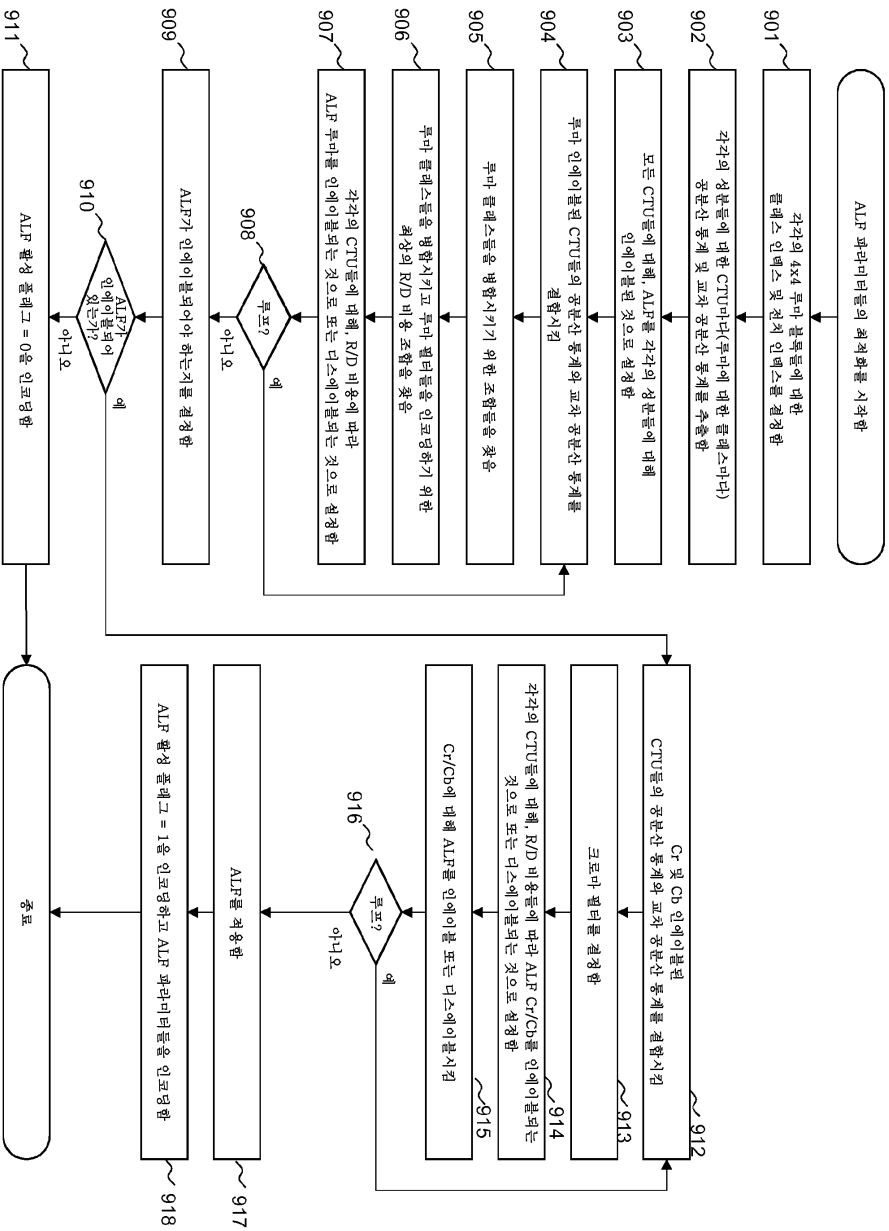 ALF 파라미터들의 최적화를 시작함
901
각각의 4x4 루마 블록들에 대한
클래스 인덱스 및 전치 인덱스를 결정함
902
각각의 성분들에 대한 CTU마다(루마에 대한 클래스마다)
공분산 통계 및 교차 공분산 통계를 추출함
903
모든 CTU들에 대해, ALF를 각각의 성분들에 대해
인에이블된 것으로 설정함
904
루마 인에이블된 CTU들의 공분산 통계와 교차 공분산 통계를
결합시킴
905
루마 클래스들을 병합시키기 위한 조합들을 찾음
906
루마 클래스들을 병합시키고 루마 필터들을 인코딩하기 위한
최상의 R/D 비용 조합을 찾음
907
각각의 CTU들에 대해, R/D 비용에 따라
ALF 루마를 인에이블되는 것으로 또는 디스에이블되는 것으로 설정함
908
루프?
예
아니오
909
ALF가 인에이블되어야 하는지를 결정함
910
ALF가
인에이블되어
있는가?
예
아니오
911
ALF 활성 플래그 = 0을 인코딩함
912
Cr 및 Cb 인에이블된
CTU들의 공분산 통계와 교차 공분산 통계를 결합시킴
913
크로마 필터를 결정함
914
각각의 CTU들에 대해, R/D 비용들에 따라 ALF Cr/Cb를 인에이블되는
것으로 또는 디스에이블되는 것으로 설정함
915
Cr/Cb에 대해 ALF를 인에이블 또는 디스에이블시킴
916
루프?
예
아니오
917
ALF를 적용함
918
ALF 활성 플래그 = 1을 인코딩하고 ALF 파라미터들을 인코딩함
종료